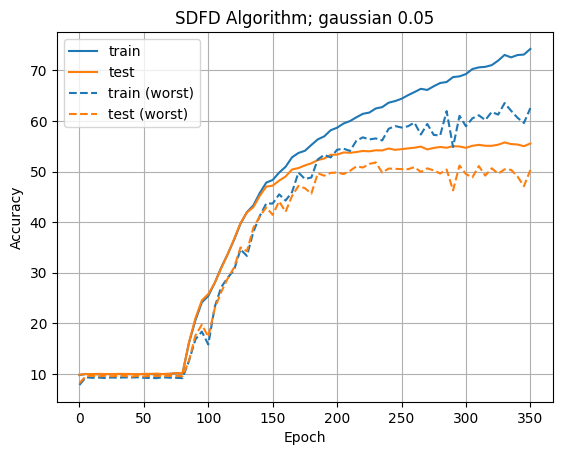 SDFD Algorithm; gaussian 0.05
train
test
train (worst)
test (worst)
Accuracy
70
60
50
40
30
20
10
0 50 100 150 200 250 300 350
Epoch